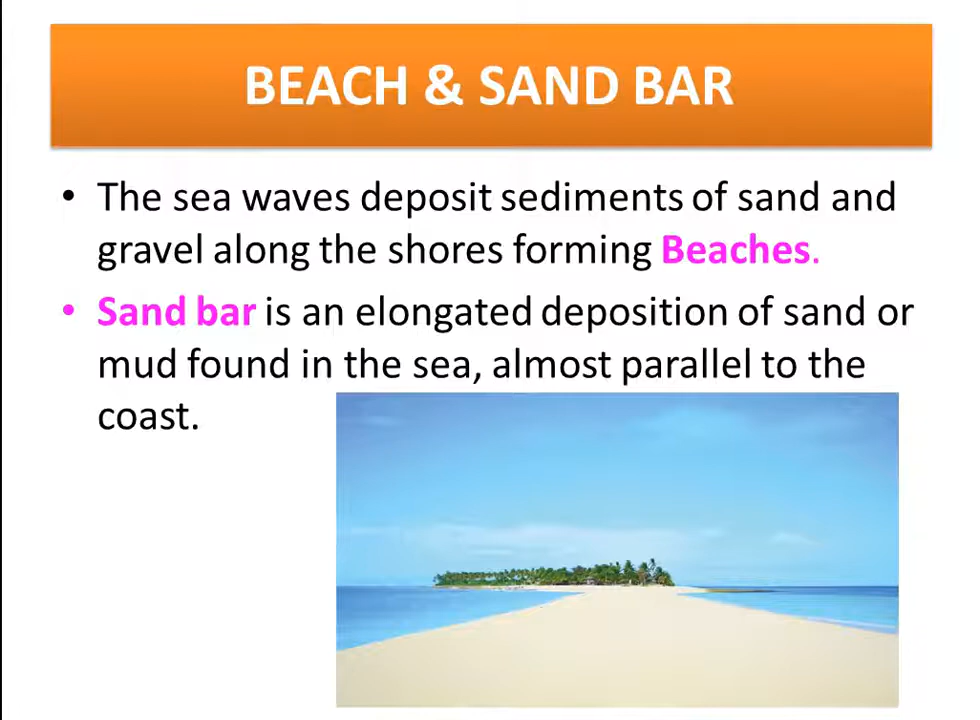 BEACH & SAND BAR
• The sea waves deposit sediments of sand and
gravel along the shores forming Beaches.
• Sand bar is an elongated deposition of sand or
mud found in the sea, almost parallel to the
coast.